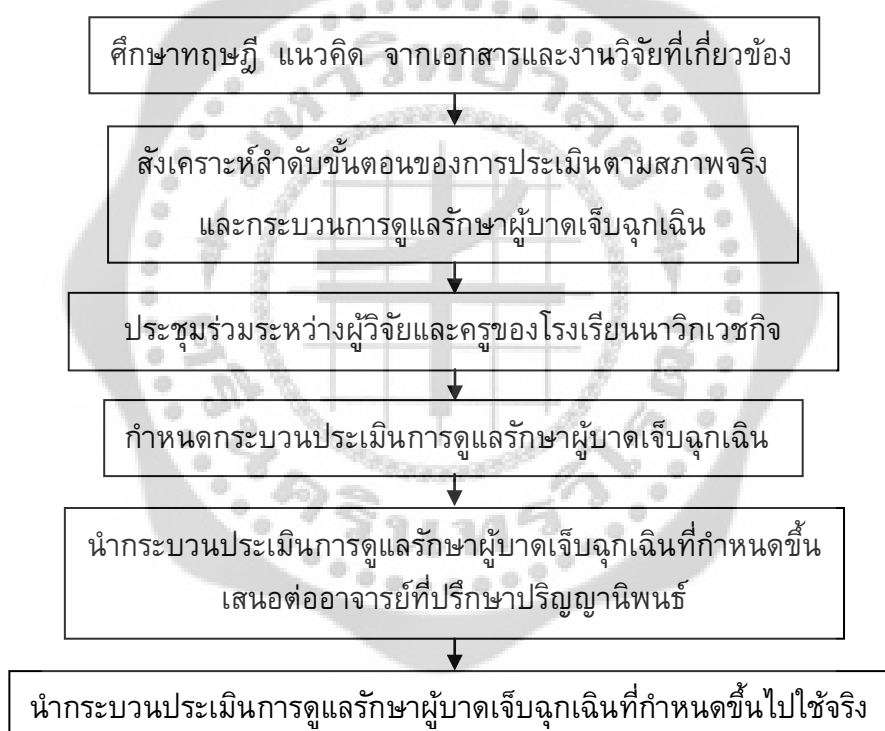 ศึกษาทฤษฎี แนวคิด จากเอกสารและงานวิจัยที่เกี่ยวข้อง
สังเคราะห์ลำดับขั้นตอนของการประเมินตามสภาพจริง
และกระบวนการดูแลรักษาผู้บาดเจ็บฉุกเฉิน
ประชุมร่วมระหว่างผู้วิจัยและครูของโรงเรียนนาวิกเวชกิจ
กำหนดกระบวนประเมินการดูแลรักษาผู้บาดเจ็บฉุกเฉิน
นำกระบวนประเมินการดูแลรักษาผู้บาดเจ็บฉุกเฉินที่กำหนดขึ้น
เสนอต่ออาจารย์ที่ปรึกษาปริญญานิพนธ์
นำกระบวนประเมินการดูแลรักษาผู้บาดเจ็บฉุกเฉินที่กำหนดขึ้นไปใช้จริง